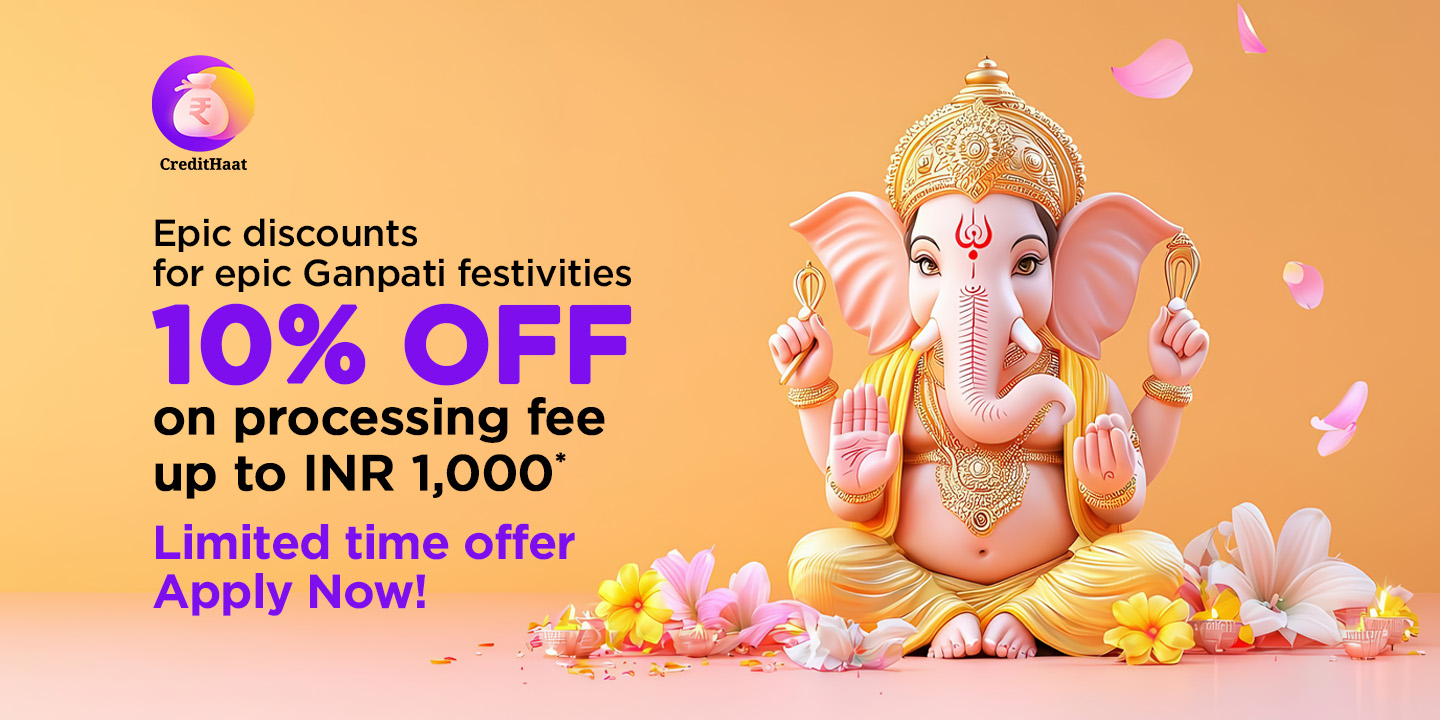 ₹
CreditHaat
Epic discounts
for epic Ganpati festivities
10% OFF
on processing fee
up to INR 1,000*
Limited time offer
Apply Now!